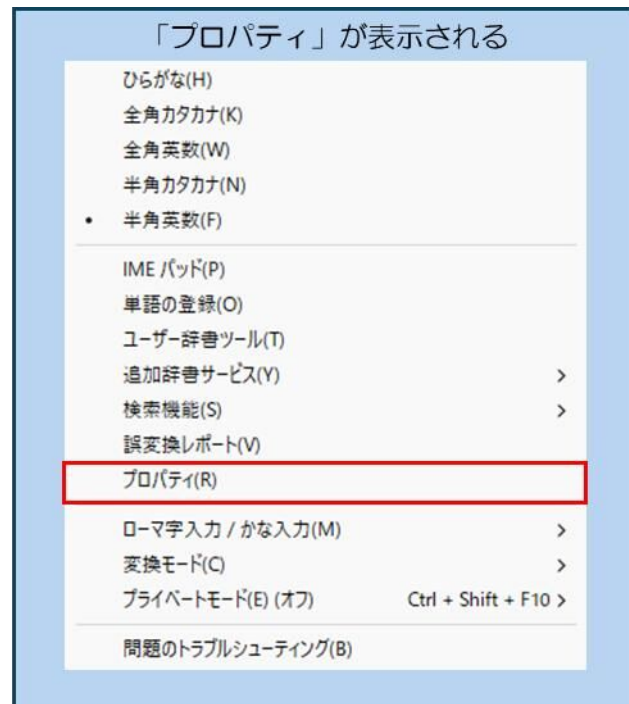 「プロパティ」が表示される
ひらがな(H)
全角カタカナ(K)
全角英数(W)
半角カタカナ(N)
• 半角英数(F)
IME パッド(P)
単語の登録(O)
ユーザー辞書ツール(T)
追加辞書サービス(Y) >
検索機能(S) >
誤変換レポート(V)
プロパティ(R)
ローマ字入力 / かな入力(M) >
変換モード(C) >
プライベートモード(E) (オフ) Ctrl + Shift + F10 >
問題のトラブルシューティング(B)